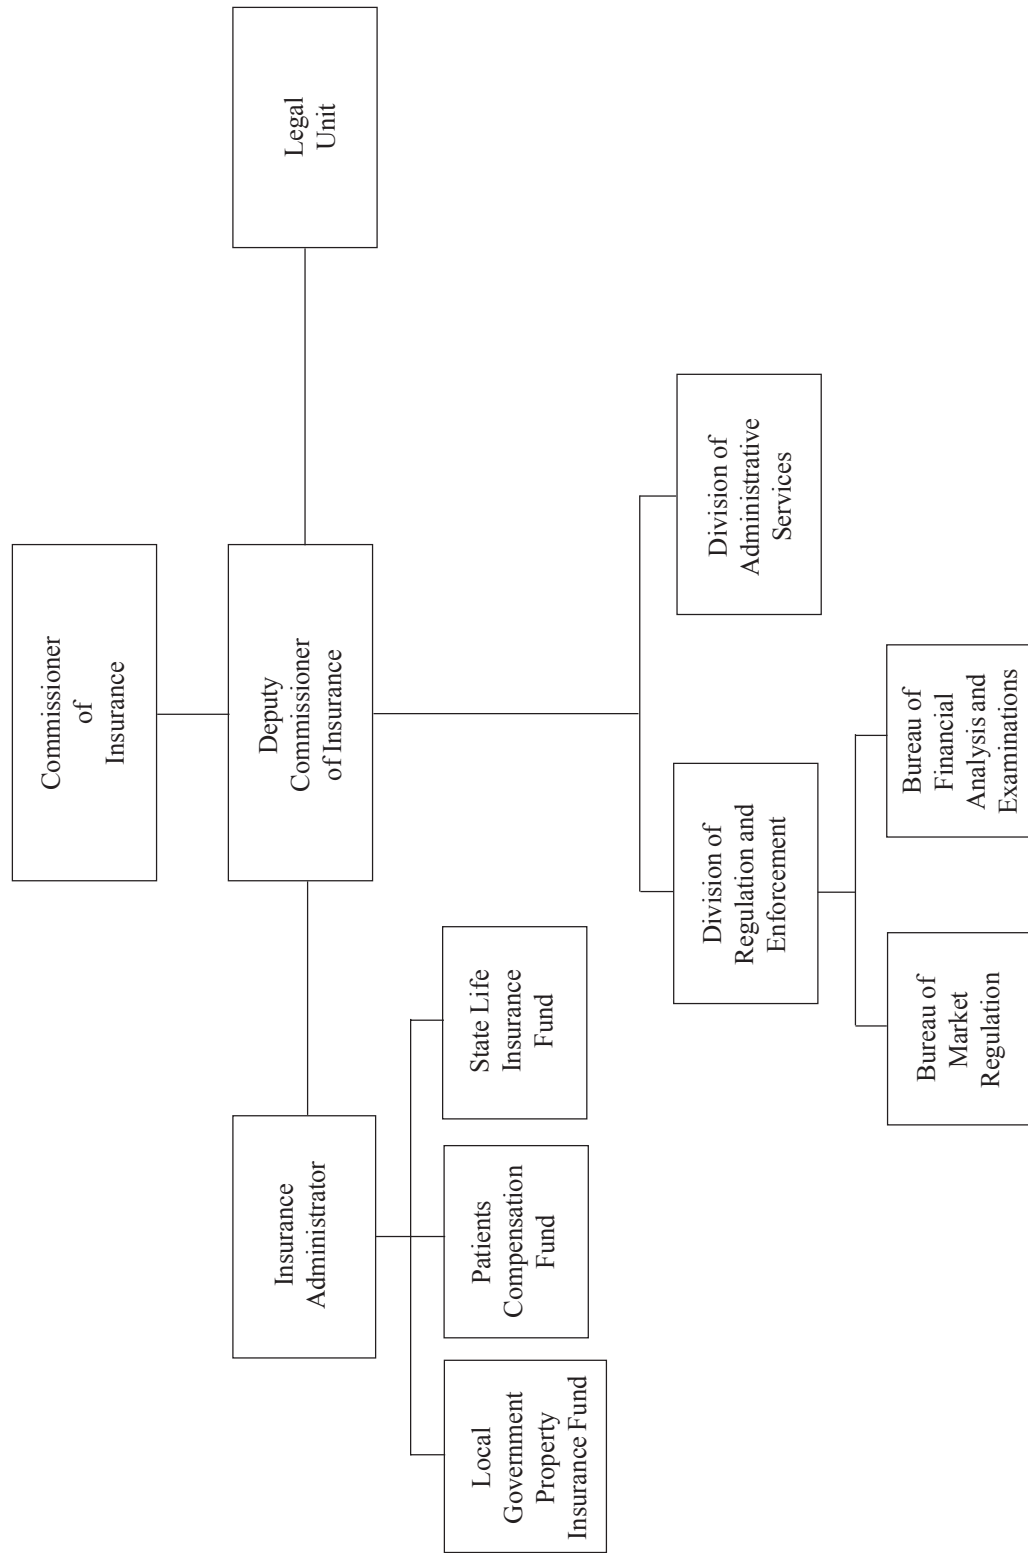 Commissioner
of
Insurance
Insurance
Administrator
Deputy
Commissioner
of Insurance
Legal
Unit
Local
Government
Property
Insurance Fund
Patients
Compensation
Fund
State Life
Insurance
Fund
Division of
Regulation and
Enforcement
Division of
Administrative
Services
Bureau of
Market
Regulation
Bureau of
Financial
Analysis and
Examinations